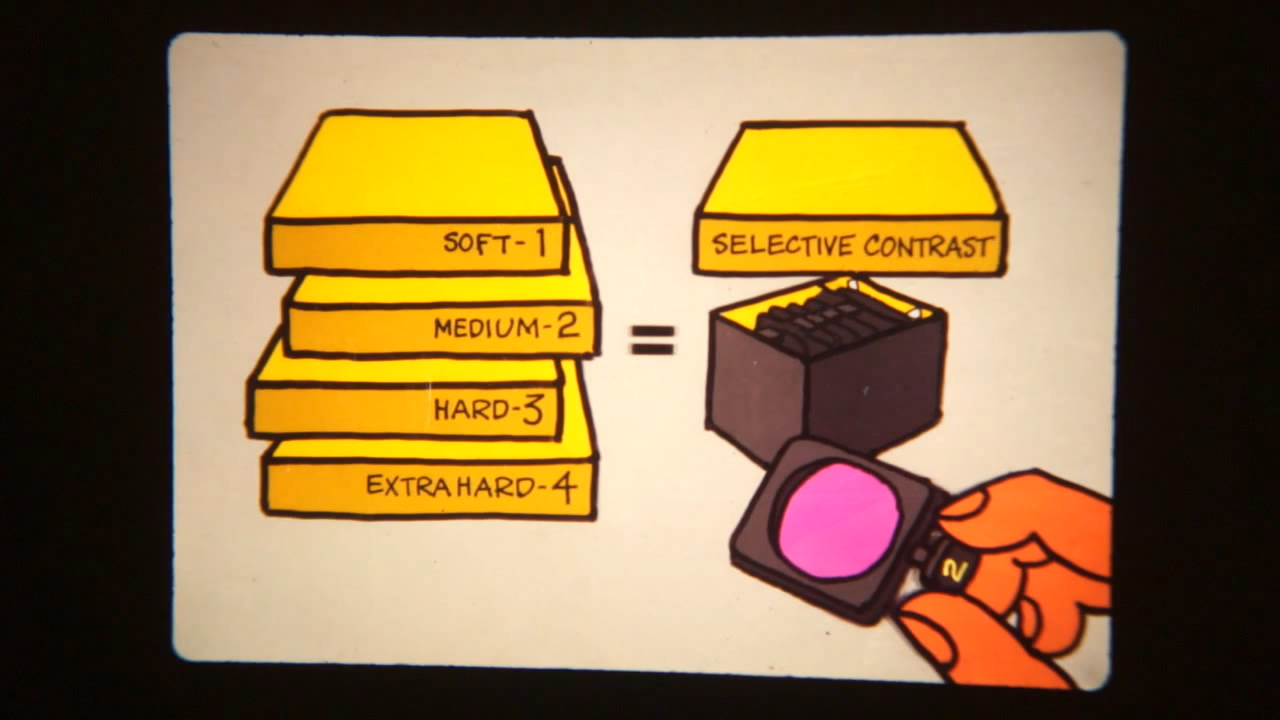 SOFT-1
MEDIUM-2
HARD-3
EXTRA HARD-4
=
SELECTIVE CONTRAST
2